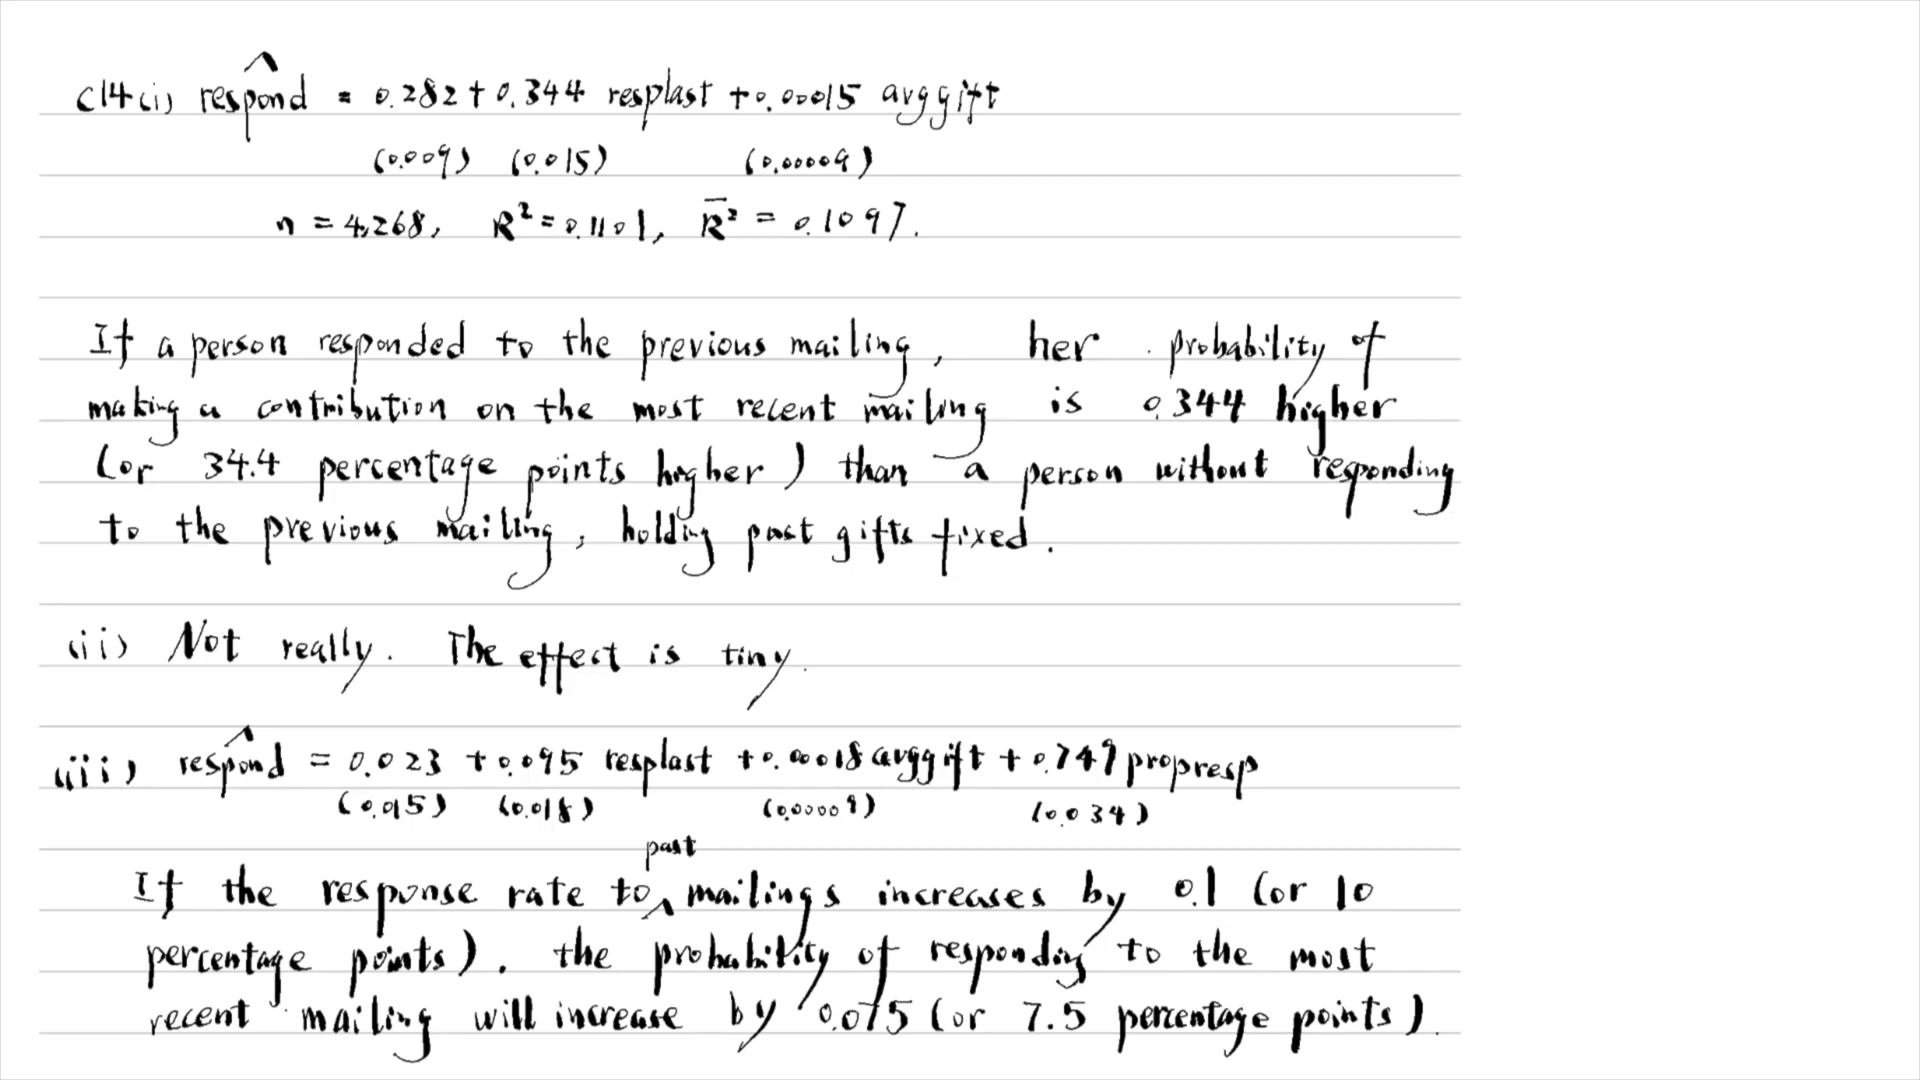 C14(i) respond^ = 0.282 + 0.344 resplast + 0.00015 avggift
(0.009) (0.015) (0.00009)
n = 4,268, R² = 0.1101, R̄² = 0.1097.
If a person responded to the previous mailing, her probability of
making a contribution on the most recent mailing is 0.344 higher
(or 34.4 percentage points higher) than a person without responding
to the previous mailing, holding past gifts fixed.
(ii) Not really. The effect is tiny.
(iii) respond^ = 0.023 + 0.095 resplast + 0.00018 avggift + 0.749 propresp
(0.015) (0.018) (0.00009) (0.034)
past
If the response rate to ‸ mailings increases by 0.1 (or 10
percentage points). the probability of responding to the most
recent mailing will increase by 0.075 (or 7.5 percentage points).